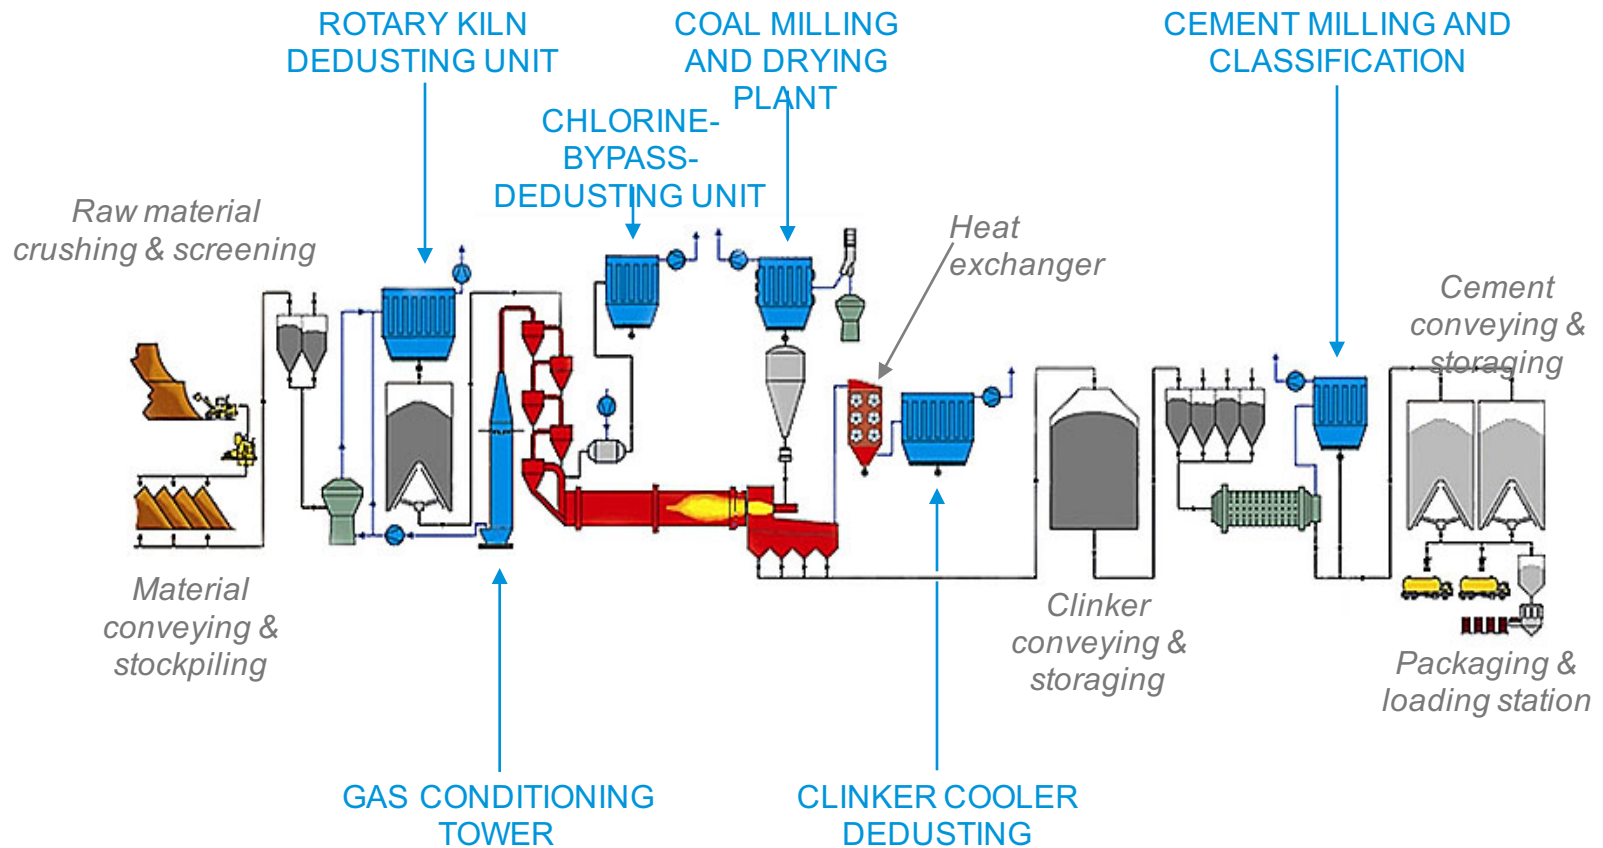 ROTARY KILN
DEDUSTING UNIT
COAL MILLING
AND DRYING
PLANT
CEMENT MILLING AND
CLASSIFICATION
CHLORINE-
BYPASS-
DEDUSTING UNIT
Raw material
crushing & screening
Heat
exchanger
Cement
conveying &
storaging
Material
conveying &
stockpiling
Clinker
conveying &
storaging
Packaging &
loading station
GAS CONDITIONING
TOWER
CLINKER COOLER
DEDUSTING